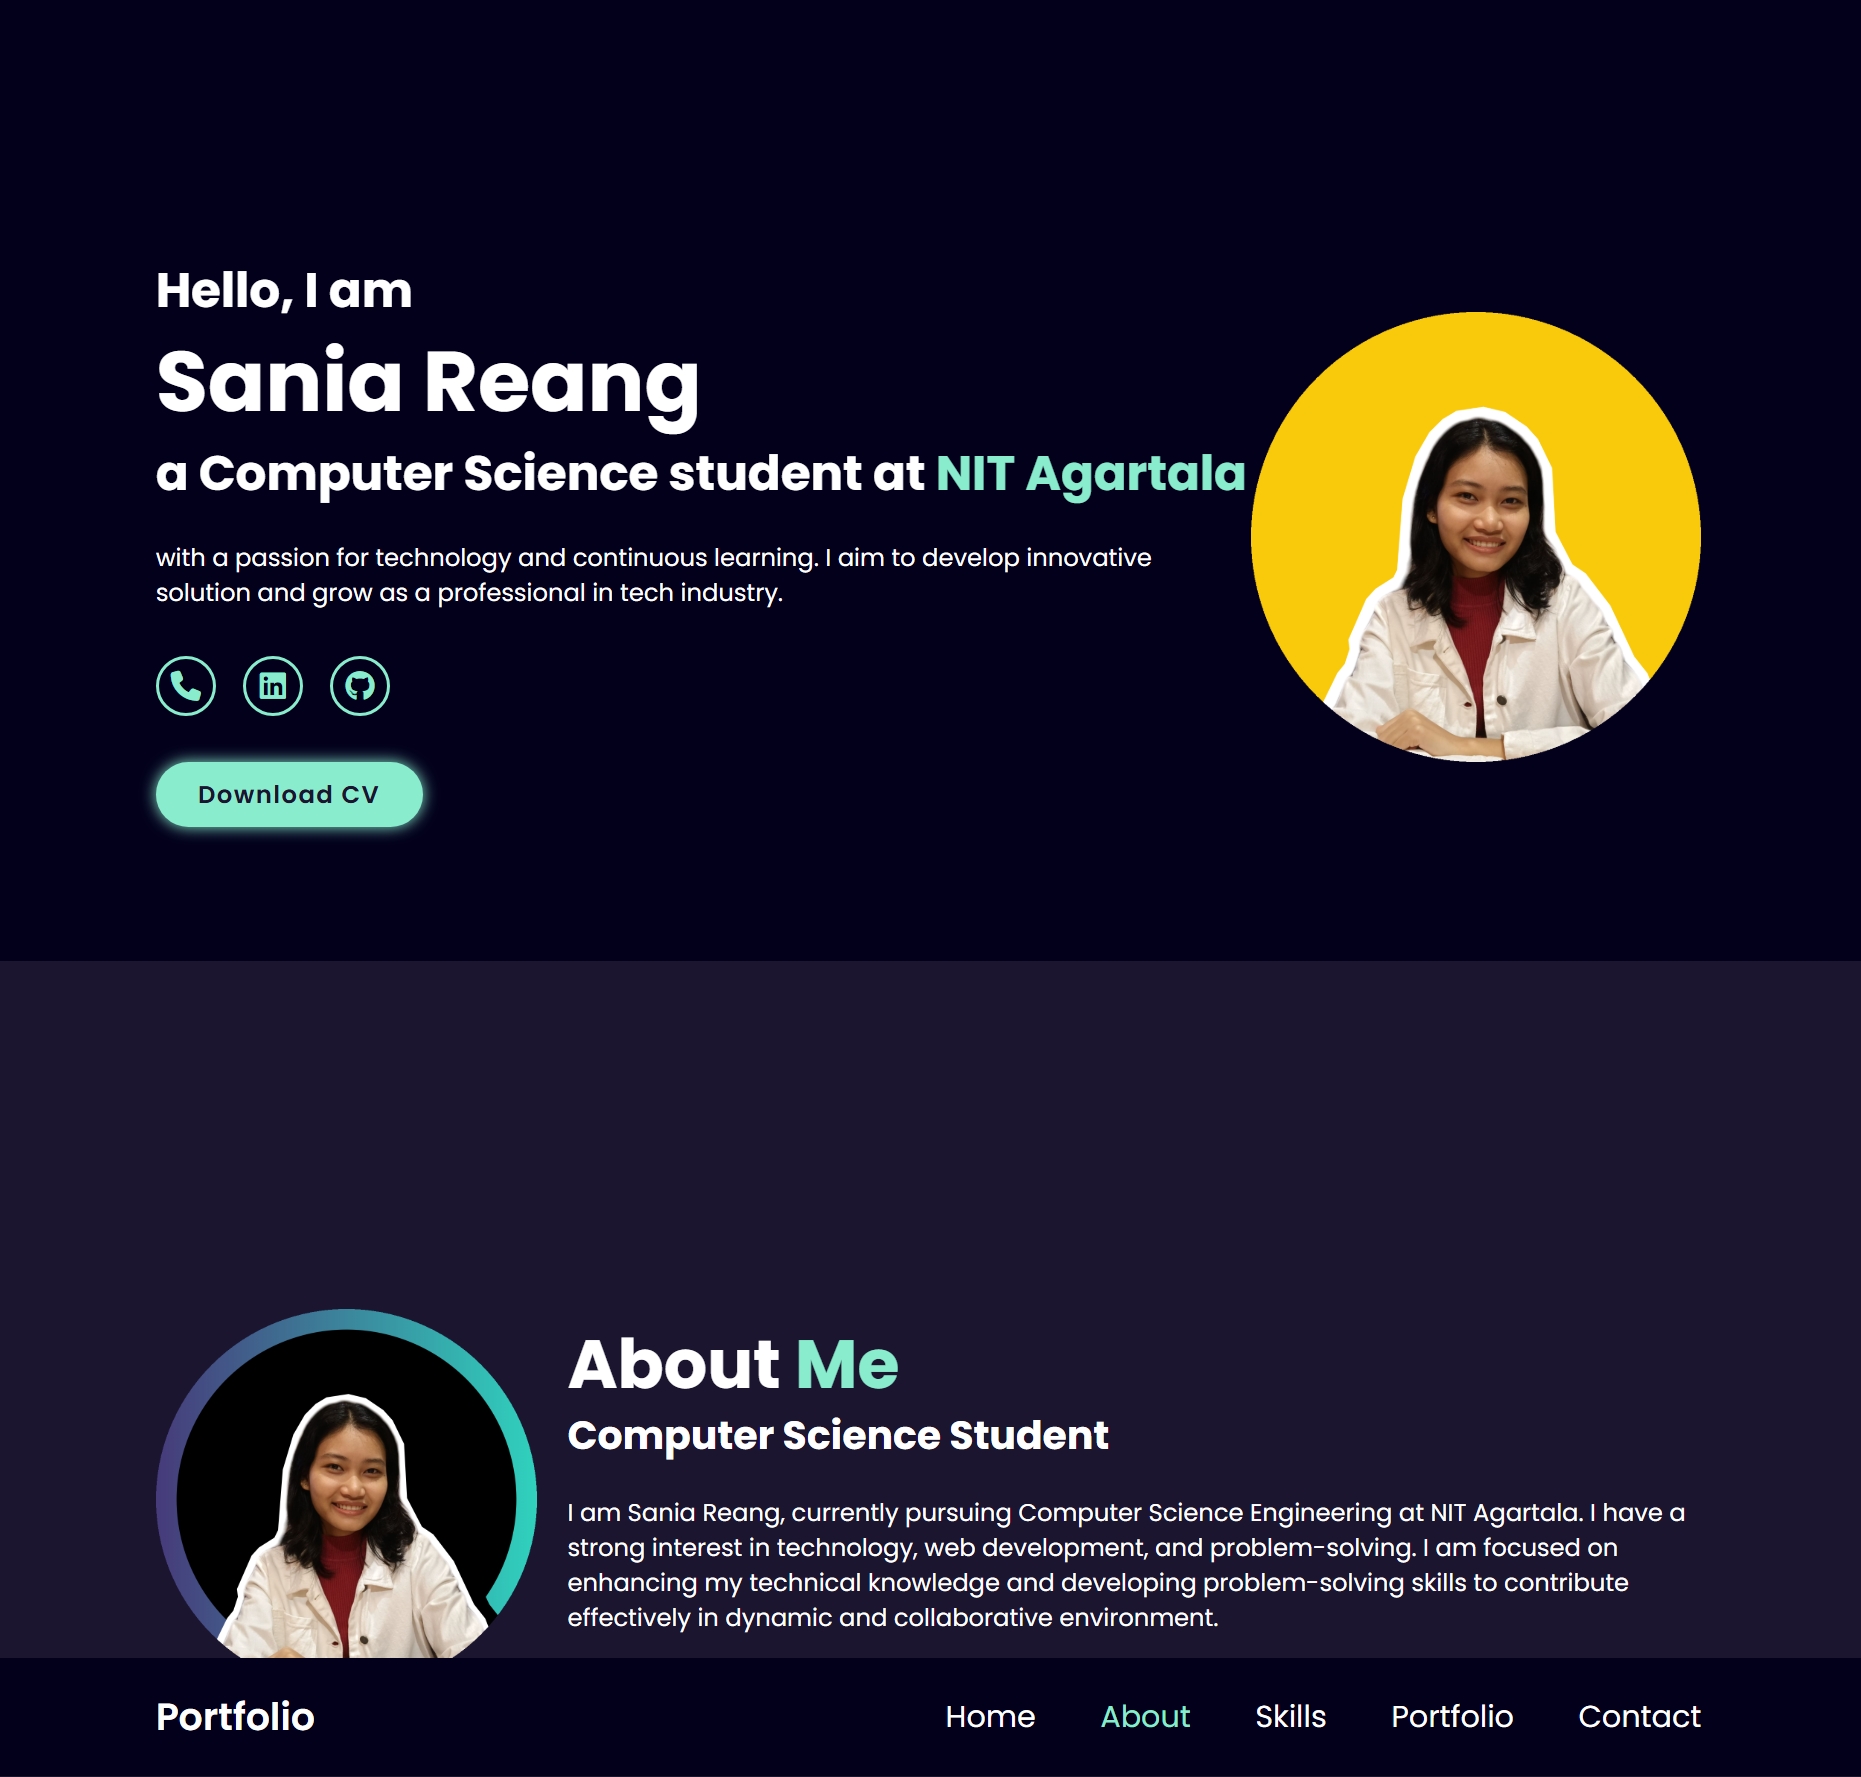 Hello, I am
Sania Reang
a Computer Science student at NIT Agartala
with a passion for technology and continuous learning. I aim to develop innovative
solution and grow as a professional in tech industry.
in
Download CV
About Me
Computer Science Student
I am Sania Reang, currently pursuing Computer Science Engineering at NIT Agartala. I have a
strong interest in technology, web development, and problem-solving. I am focused on
enhancing my technical knowledge and developing problem-solving skills to contribute
effectively in dynamic and collaborative environment.
Portfolio
Home About Skills Portfolio Contact